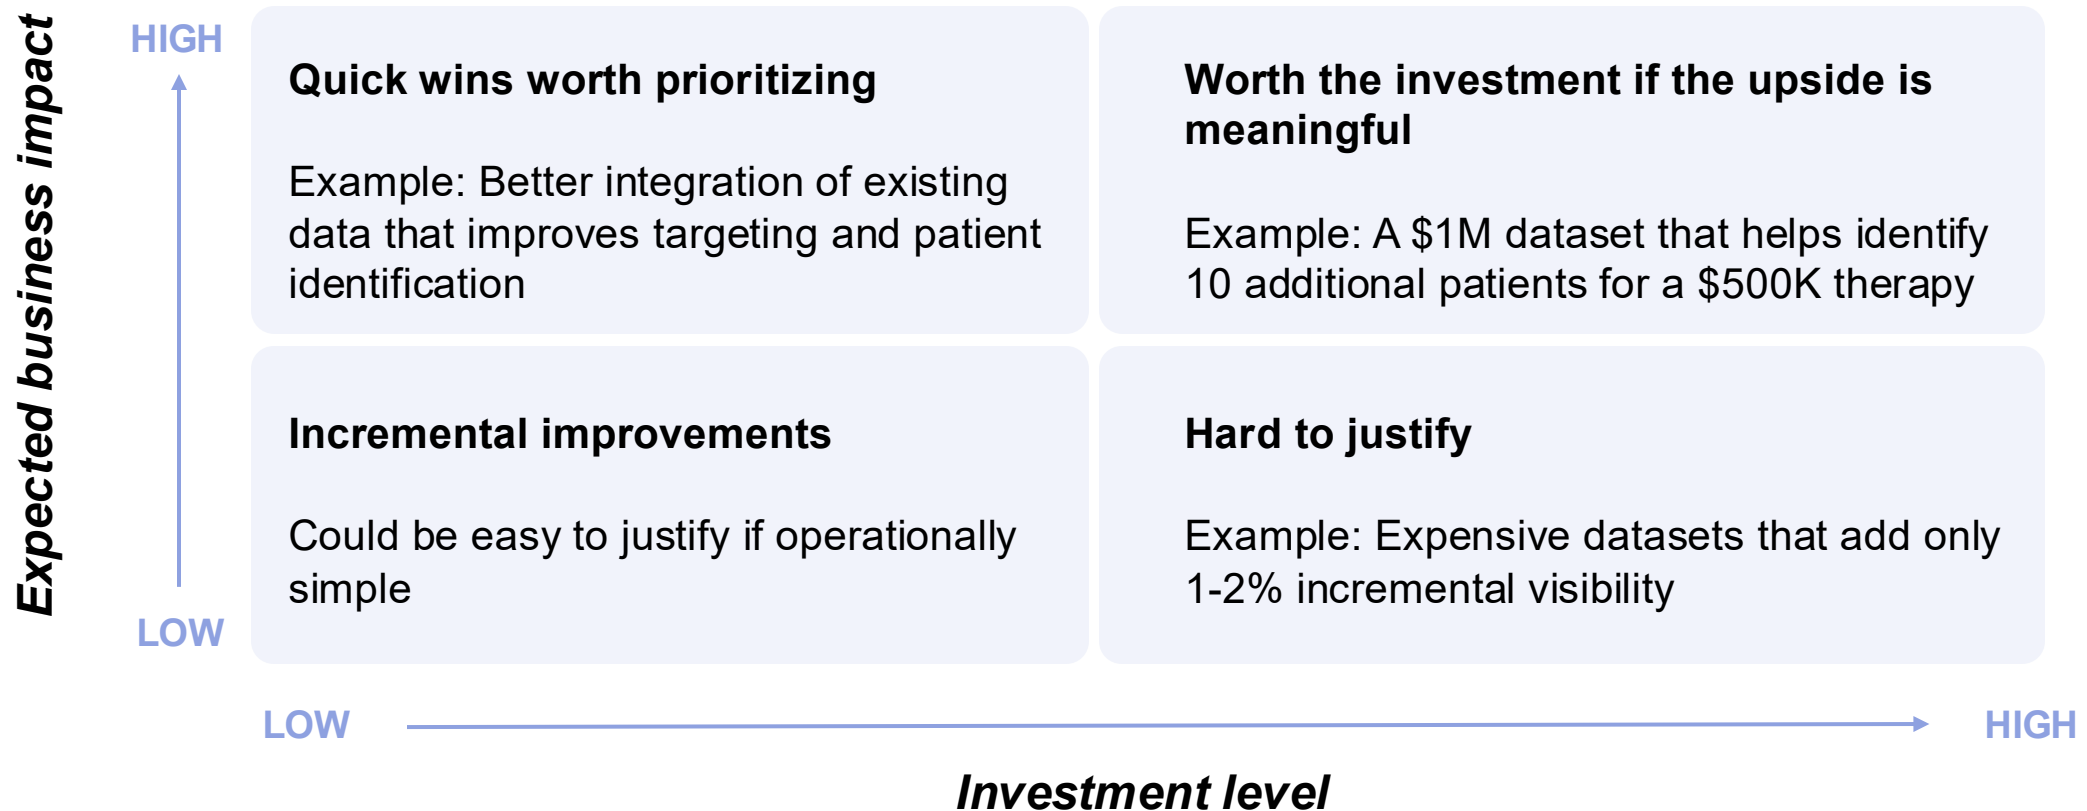 Expected business impact
HIGH
Quick wins worth prioritizing
Example: Better integration of existing
data that improves targeting and patient
identification
Worth the investment if the upside is
meaningful
Example: A $1M dataset that helps identify
10 additional patients for a $500K therapy
Incremental improvements
Could be easy to justify if operationally
simple
Hard to justify
Example: Expensive datasets that add only
1-2% incremental visibility
LOW
LOW
HIGH
Investment level